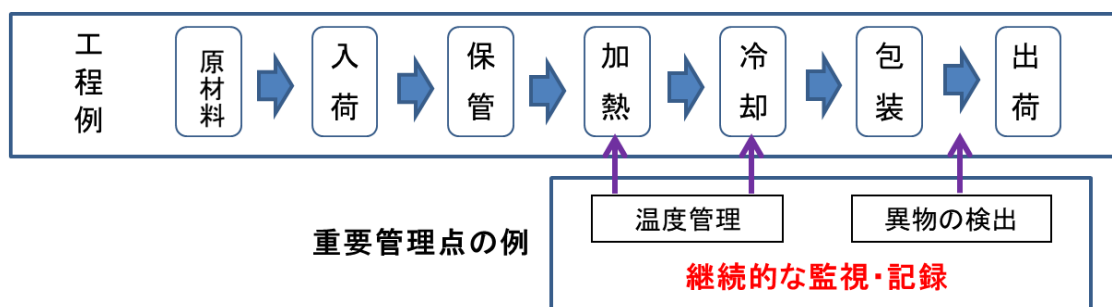 工程例
原材料
入荷
保管
加熱
冷却
包装
出荷
温度管理
異物の検出
重要管理点の例
継続的な監視・記録